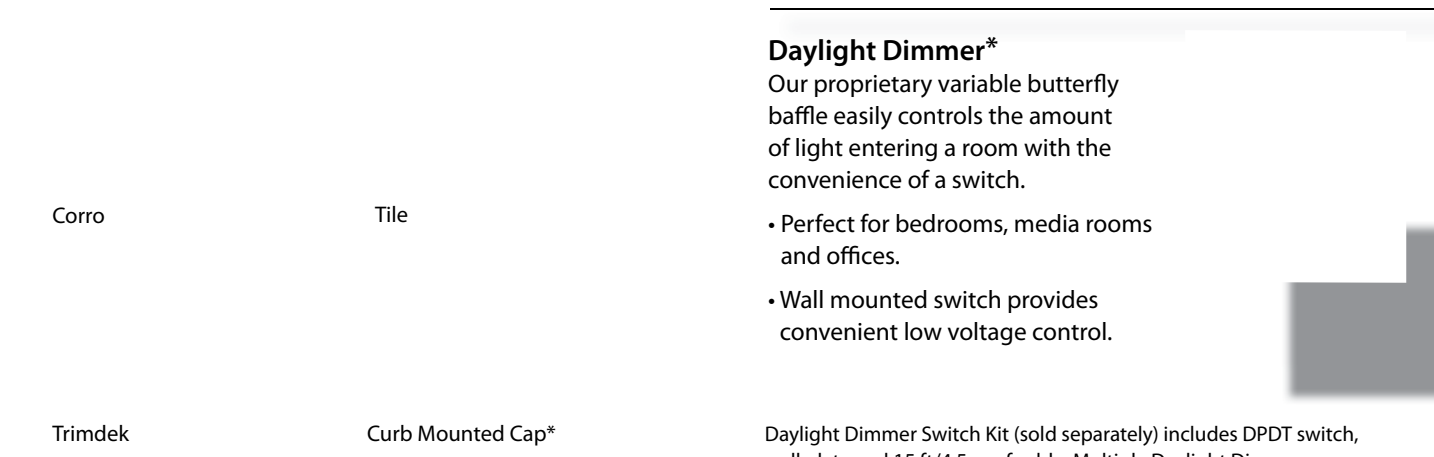 Corro
Tile
Trimdek
Curb Mounted Cap*
Daylight Dimmer*
Our proprietary variable butterfly
baffle easily controls the amount
of light entering a room with the
convenience of a switch.
• Perfect for bedrooms, media rooms
and offices.
• Wall mounted switch provides
convenient low voltage control.
Daylight Dimmer Switch Kit (sold separately) includes DPDT switch,